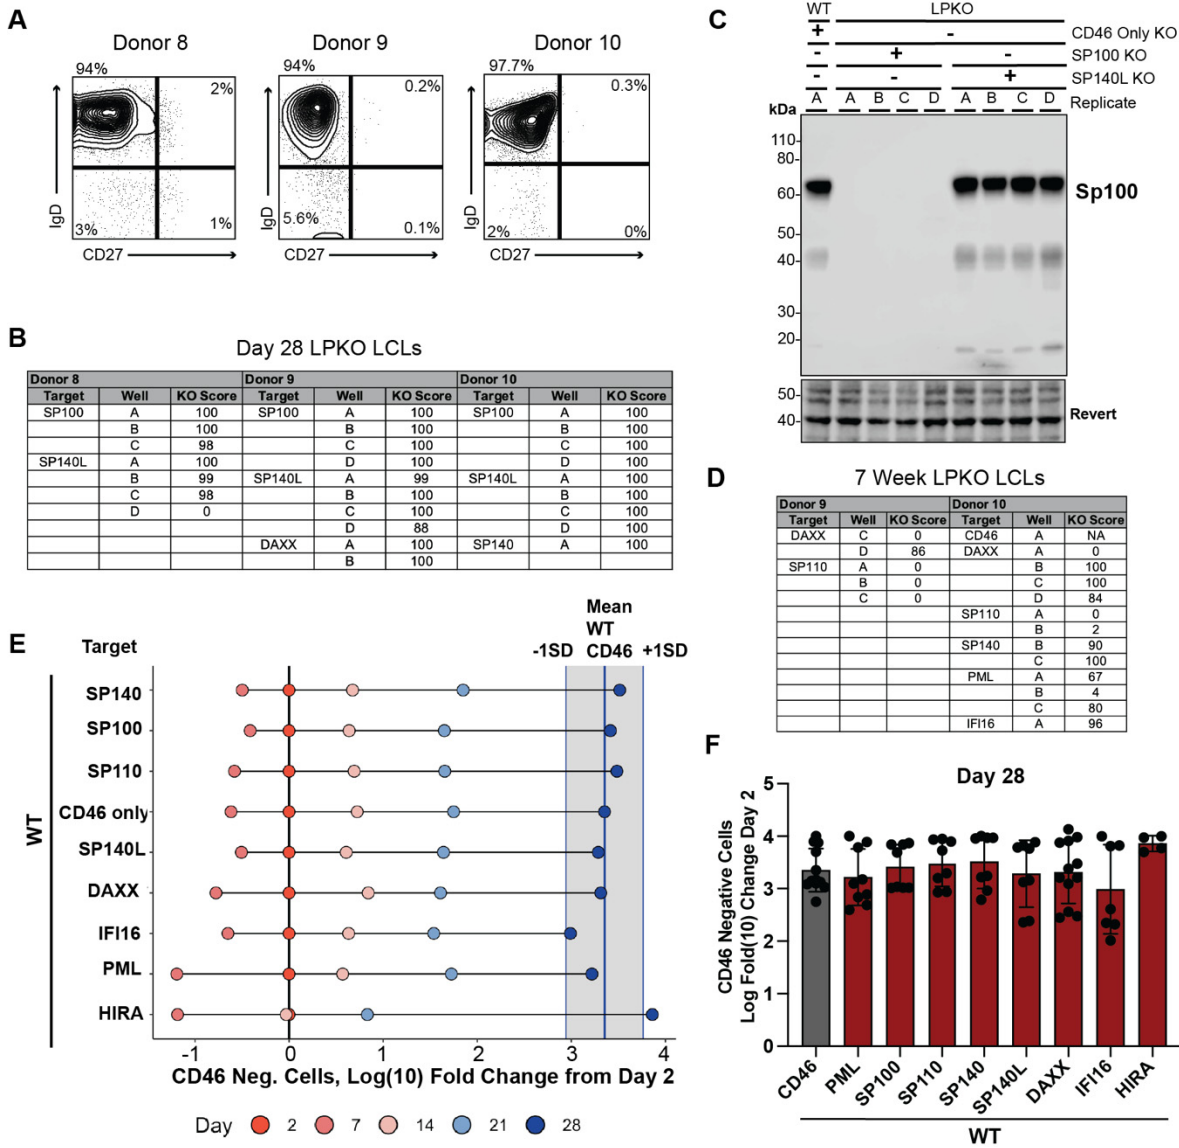 A
Donor 8
Donor 9
Donor 10
94%
2%
3%
1%
IgD
CD27
94%
0.2%
5.6%
0.1%
IgD
CD27
97.7%
0.3%
2%
0%
IgD
CD27
B
Day 28 LPKO LCLs
Donor 8 Donor 9 Donor 10
Target Well KO Score Target Well KO Score Target Well KO Score
SP100 A 100 SP100 A 100 SP100 A 100
B 100 B 100 B 100
C 98 C 100 C 100
SP140L A 100 D 100 D 100
B 99 SP140L A 99 SP140L A 100
C 98 B 100 B 100
D 0 C 100 C 100
D 88 D 100
DAXX A 100 SP140 A 100
B 100
C
WT LPKO
+ - CD46 Only KO
- + - SP100 KO
- - + SP140L KO
A A B C D A B C D Replicate
kDa
110-
80-
60-
50-
40-
30-
20-
Sp100
50-
40-
Revert
D
7 Week LPKO LCLs
Donor 9 Donor 10
Target Well KO Score Target Well KO Score
DAXX C 0 CD46 A NA
D 86 DAXX A 0
SP110 A 0 B 100
B 0 C 100
C 0 D 84
SP110 A 0
B 2
SP140 B 90
C 100
PML A 67
B 4
C 80
IFI16 A 96
E
Target
Mean
WT
-1SD CD46 +1SD
WT
SP140
SP100
SP110
CD46 only
SP140L
DAXX
IFI16
PML
HIRA
-1 0 1 2 3 4
CD46 Neg. Cells, Log(10) Fold Change from Day 2
Day 2 7 14 21 28
F
Day 28
CD46 Negative Cells
Log Fold(10) Change Day 2
5
4
3
2
1
0
CD46 PML SP100 SP110 SP140 SP140L DAXX IFI16 HIRA
WT